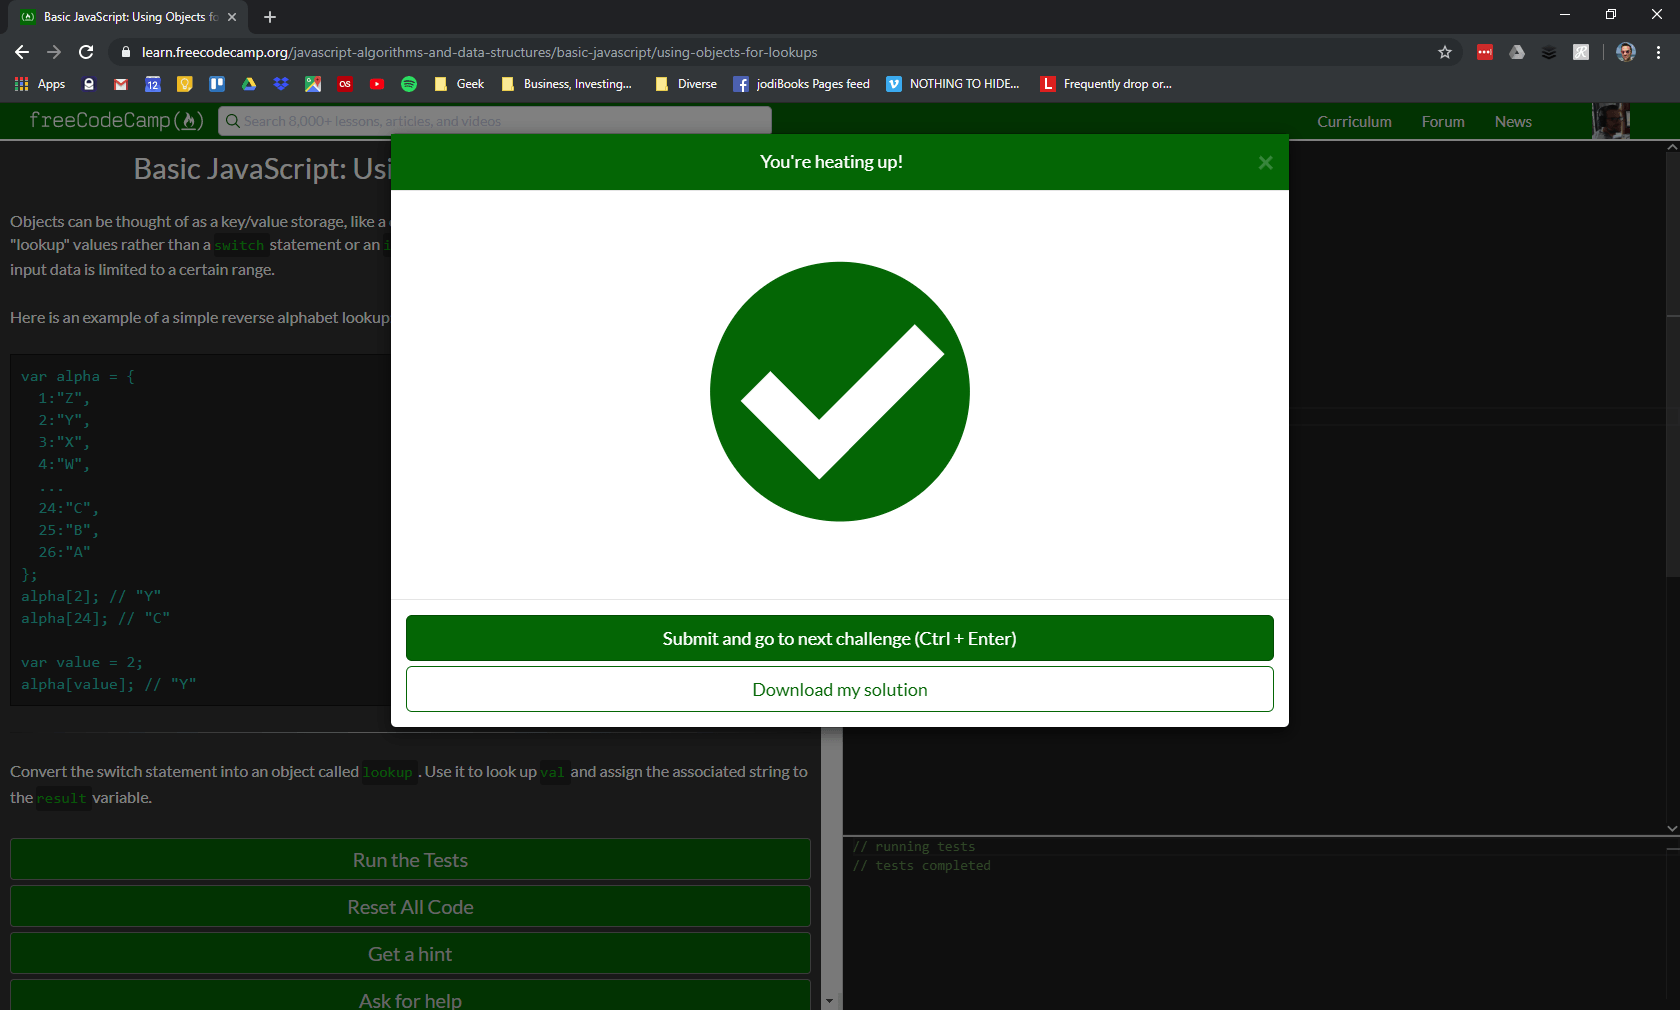 Basic JavaScript: Using Objects fo
learn.freecodecamp.org/javascript-algorithms-and-data-structures/basic-javascript/using-objects-for-lookups
Apps
12
Geek
Business, Investing...
Diverse
jodiBooks Pages feed
NOTHING TO HIDE...
Frequently drop or...
freeCodeCamp
Search 8,000+ lessons, articles, and videos
Curriculum
Forum
News
Basic JavaScript: Usi
You're heating up!
Objects can be thought of as a key/value storage, like a
"lookup" values rather than a switch statement or an i
input data is limited to a certain range.
Here is an example of a simple reverse alphabet lookup
var alpha = {
1:"Z",
2:"Y",
3:"X",
4:"W",
...
24:"C",
25:"B",
26:"A"
};
alpha[2]; // "Y"
alpha[24]; // "C"
var value = 2;
alpha[value]; // "Y"
Submit and go to next challenge (Ctrl + Enter)
Download my solution
Convert the switch statement into an object called lookup . Use it to look up val and assign the associated string to
the result variable.
Run the Tests
Reset All Code
Get a hint
Ask for help
// running tests
// tests completed